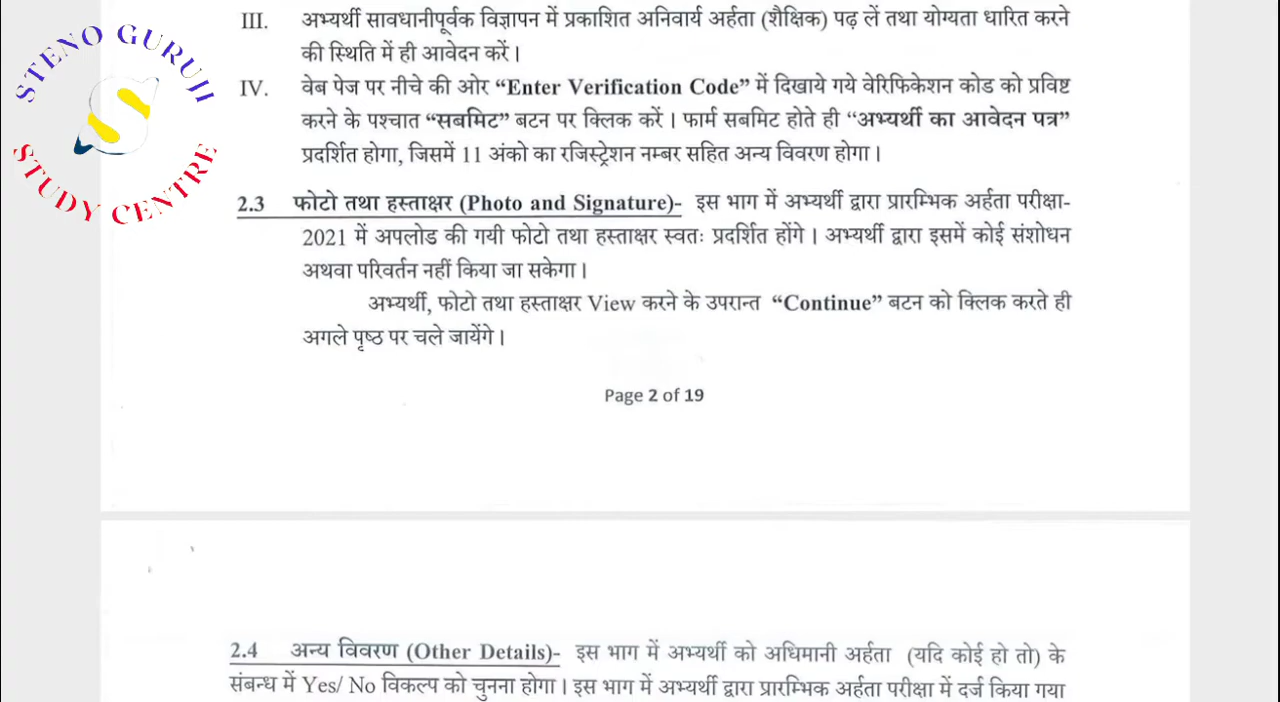 STENO GURUJI
STUDY CENTRE
III. अभ्यर्थी सावधानीपूर्वक विज्ञापन में प्रकाशित अनिवार्य अर्हता (शैक्षिक) पढ़ लें तथा योग्यता धारित करने
की स्थिति में ही आवेदन करें।
IV. वेब पेज पर नीचे की ओर “Enter Verification Code” में दिखाये गये वेरिफिकेशन कोड को प्रविष्ट
करने के पश्चात “सबमिट” बटन पर क्लिक करें। फार्म सबमिट होते ही “अभ्यर्थी का आवेदन पत्र”
प्रदर्शित होगा, जिसमें 11 अंको का रजिस्ट्रेशन नम्बर सहित अन्य विवरण होगा।
2.3 फोटो तथा हस्ताक्षर (Photo and Signature)- इस भाग में अभ्यर्थी द्वारा प्रारम्भिक अर्हता परीक्षा-
2021 में अपलोड की गयी फोटो तथा हस्ताक्षर स्वतः प्रदर्शित होंगे। अभ्यर्थी द्वारा इसमें कोई संशोधन
अथवा परिवर्तन नहीं किया जा सकेगा।
अभ्यर्थी, फोटो तथा हस्ताक्षर View करने के उपरान्त “Continue” बटन को क्लिक करते ही
अगले पृष्ठ पर चले जायेंगे।
Page 2 of 19
2.4 अन्य विवरण (Other Details)- इस भाग में अभ्यर्थी को अधिमानी अर्हता (यदि कोई हो तो) के
संबन्ध में Yes/ No विकल्प को चुनना होगा। इस भाग में अभ्यर्थी द्वारा प्रारम्भिक अर्हता परीक्षा में दर्ज किया गया